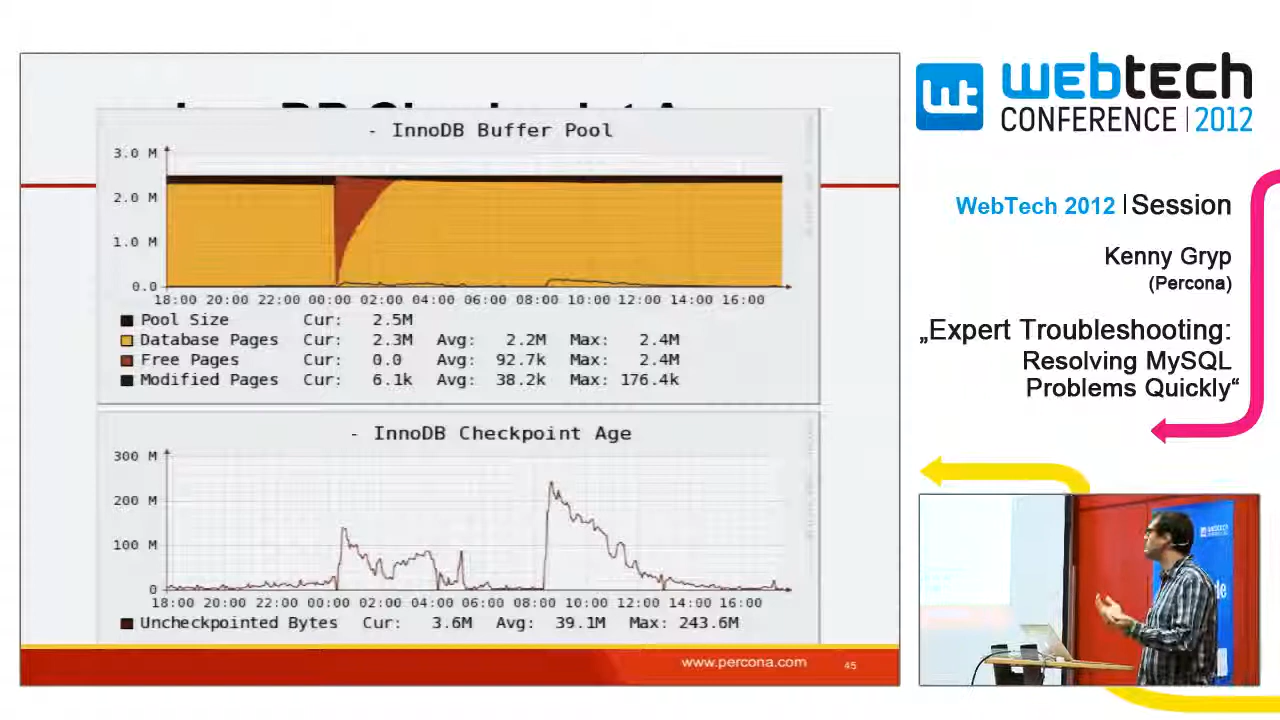 - InnoDB Buffer Pool
3.0 M
2.0 M
1.0 M
0.0
18:00 20:00 22:00 00:00 02:00 04:00 06:00 08:00 10:00 12:00 14:00 16:00
Pool Size Cur: 2.5M
Database Pages Cur: 2.3M Avg: 2.2M Max: 2.4M
Free Pages Cur: 0.0 Avg: 92.7k Max: 2.4M
Modified Pages Cur: 6.1k Avg: 38.2k Max: 176.4k
- InnoDB Checkpoint Age
300 M
200 M
100 M
0
18:00 20:00 22:00 00:00 02:00 04:00 06:00 08:00 10:00 12:00 14:00 16:00
Uncheckpointed Bytes Cur: 3.6M Avg: 39.1M Max: 243.6M
www.percona.com 45
wt webtech
CONFERENCE | 2012
WebTech 2012 | Session
Kenny Gryp
(Percona)
„Expert Troubleshooting:
Resolving MySQL
Problems Quickly“